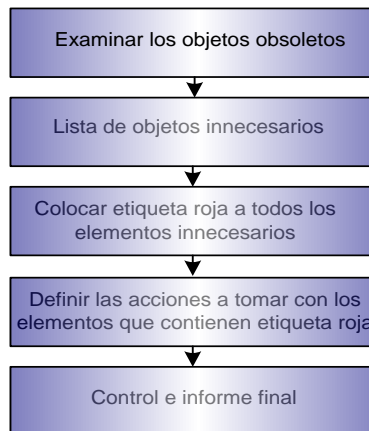 Examinar los objetos obsoletos
Lista de objetos innecesarios
Colocar etiqueta roja a todos los
elementos innecesarios
Definir las acciones a tomar con los
elementos que contienen etiqueta roja
Control e informe final